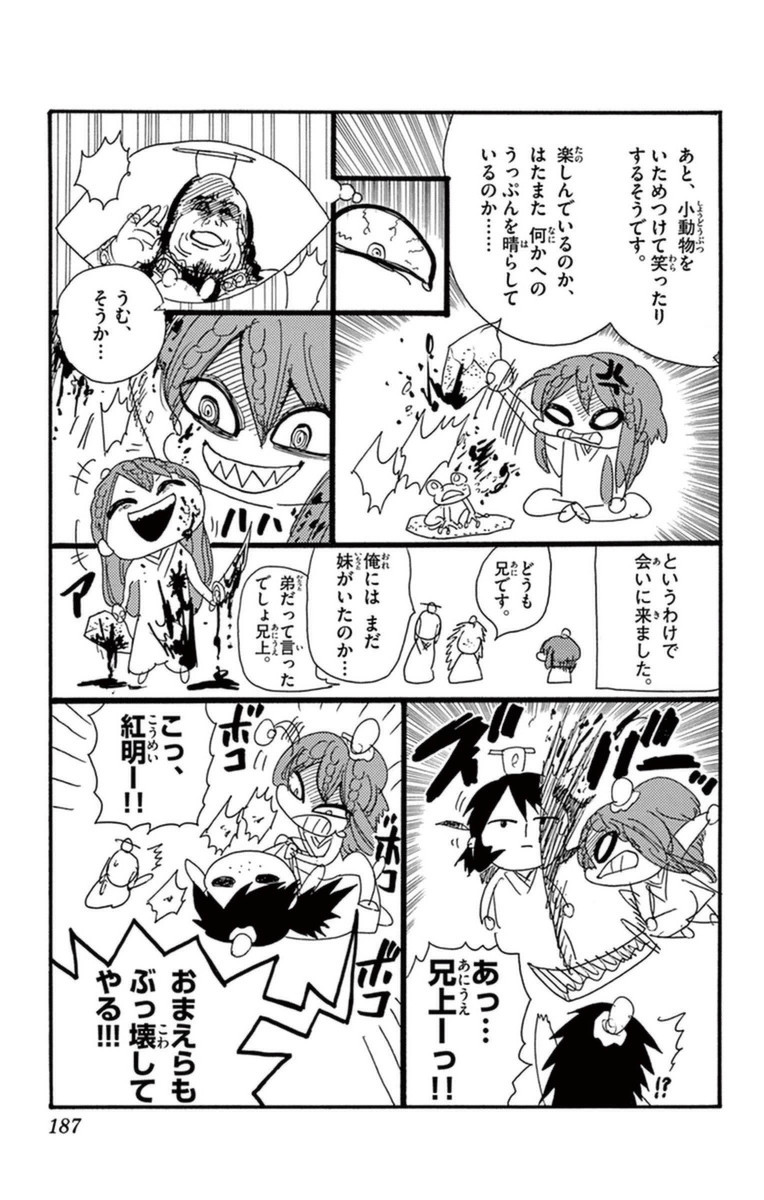 あと、小動物を
いためつけて笑ったり
するそうです。
楽しんでいるのか、
はたまた 何かへの
うっぷんを晴らして
いるのか……
うむ、
そうか…
ハハハ
ア
というわけで
会いに来ました。
どうも
兄です。
俺には まだ
妹がいたのか…
弟だって言った
でしょ兄上。
ズズッ
あっ…
兄上ーっ!!
!?
ボコ
こっ、
紅明ー!!
ボコ
ボコ
おまえらも
ぶっ壊して
やる!!!
187